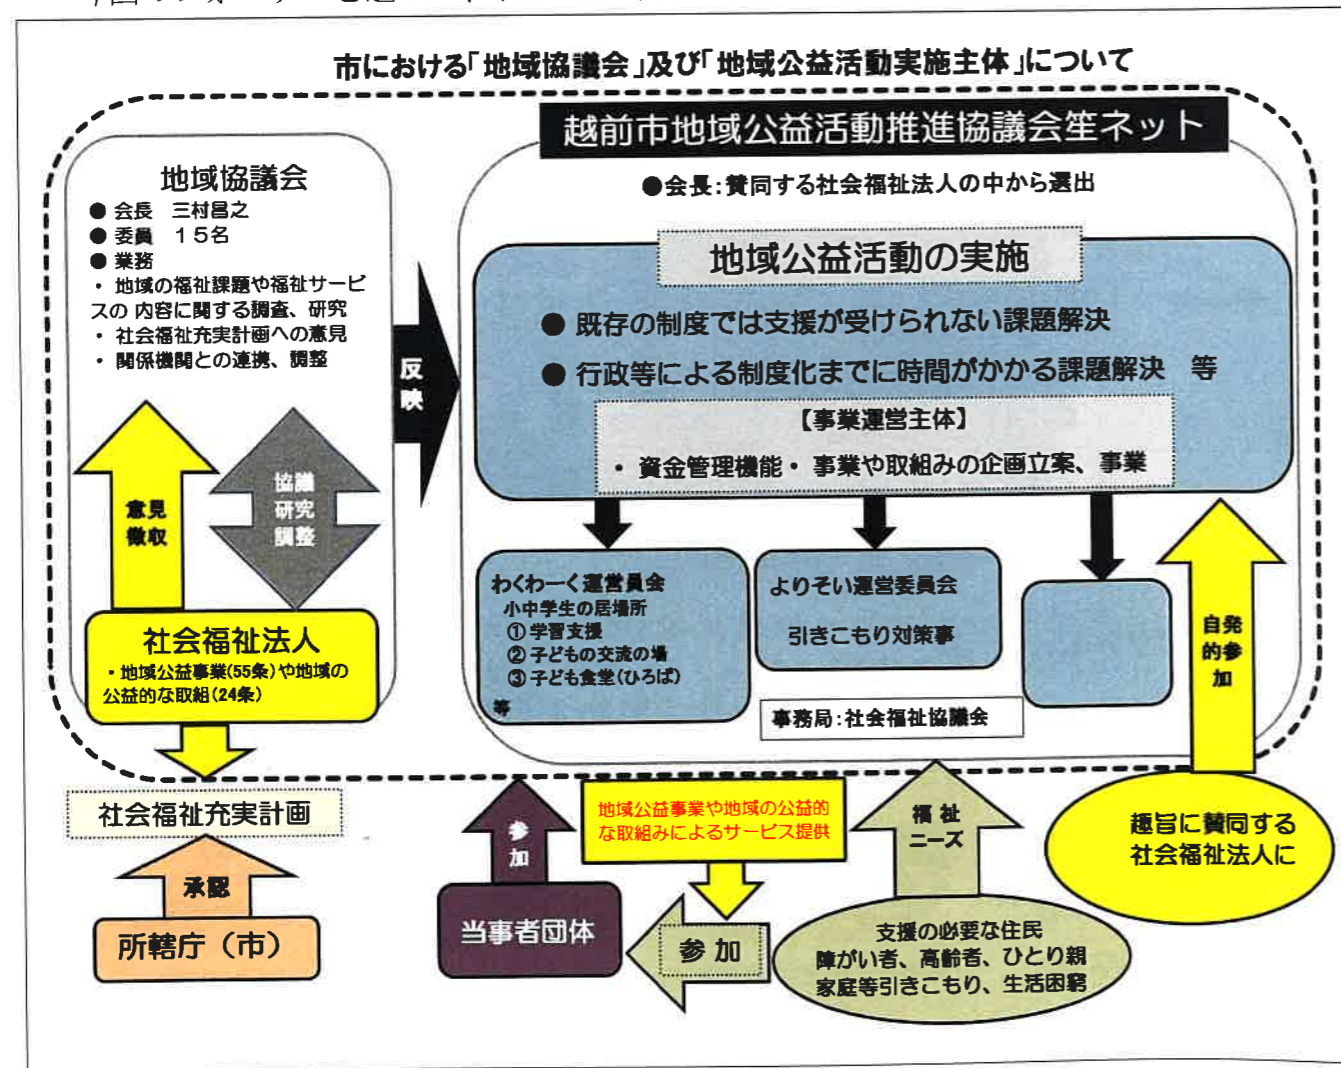 市における「地域協議会」及び「地域公益活動実施主体」について
越前市地域公益活動推進協議会笙ネット
●会長：賛同する社会福祉法人の中から選出
地域協議会
● 会長　三村昌之
● 委員　１５名
● 業務
・ 地域の福祉課題や福祉サービ
スの 内容に関する調査、研究
・ 社会福祉充実計画への意見
・ 関係機関との連携、調整
反
映
地域公益活動の実施
● 既存の制度では支援が受けられない課題解決
● 行政等による制度化までに時間がかかる課題解決　等
【事業運営主体】
・ 資金管理機能・ 事業や取組みの企画立案、事業
意見
徴収
協議
研究
調整
社会福祉法人
・地域公益事業(55条)や地域の
公益的な取組(24条)
わくわーく運営員会
小中学生の居場所
① 学習支援
② 子どもの交流の場
③ 子ども食堂(ひろば)
等
よりそい運営委員会
引きこもり対策事
事務局：社会福祉協議会
自発
的参
加
社会福祉充実計画
承認
所轄庁（市）
参
加
当事者団体
地域公益事業や地域の公益的
な取組みによるサービス提供
参 加
福 祉
ニーズ
支援の必要な住民
障がい者、高齢者、ひとり親
家庭等引きこもり、生活困窮
趣旨に賛同する
社会福祉法人に